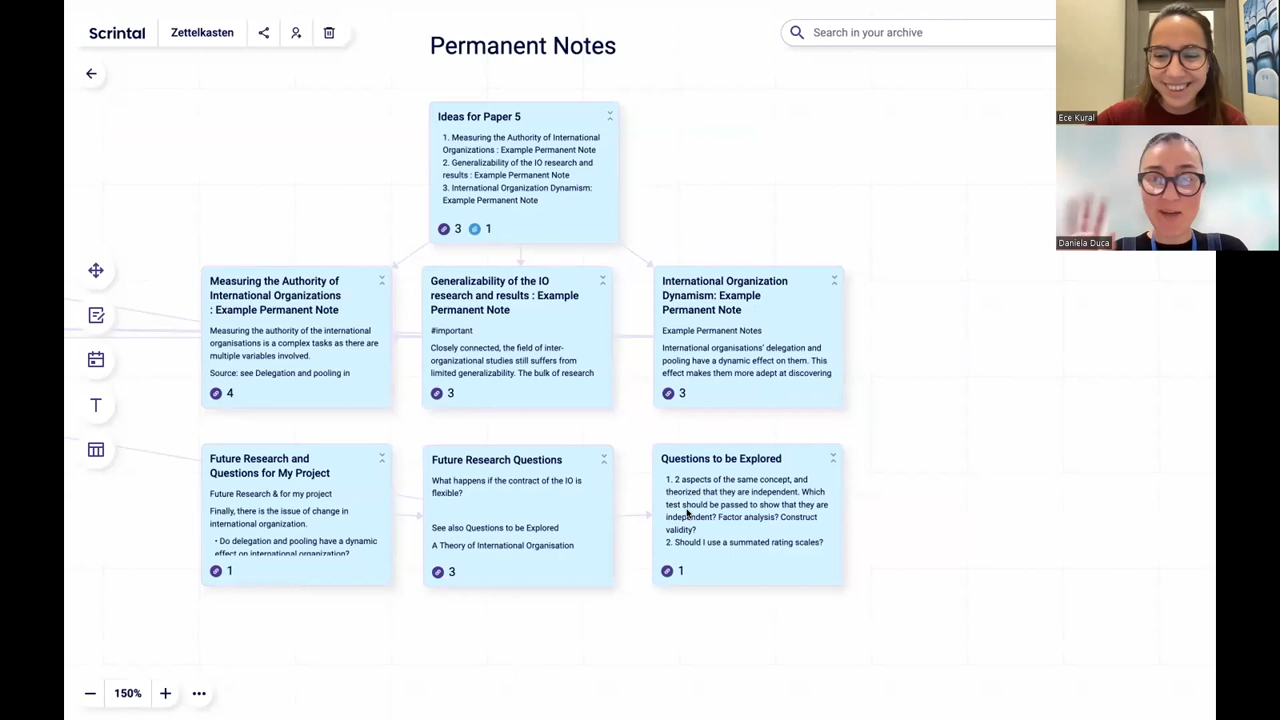 Scrintal
Zettelkasten
Permanent Notes
Search in your archive
Ece Kural
Daniela Duca
Ideas for Paper 5
1. Measuring the Authority of International
Organizations : Example Permanent Note
2. Generalizability of the IO research and
results : Example Permanent Note
3. International Organization Dynamism:
Example Permanent Note
3 1
Measuring the Authority of
International Organizations
: Example Permanent Note
Measuring the authority of the international
organisations is a complex tasks as there are
multiple variables involved.
Source: see Delegation and pooling in
4
Generalizability of the IO
research and results : Example
Permanent Note
#important
Closely connected, the field of inter-
organizational studies still suffers from
limited generalizability. The bulk of research
3
International Organization
Dynamism: Example
Permanent Note
Example Permanent Notes
International organisations' delegation and
pooling have a dynamic effect on them. This
effect makes them more adept at discovering
3
Future Research and
Questions for My Project
Future Research & for my project
Finally, there is the issue of change in
international organization.
• Do delegation and pooling have a dynamic
effect on international organization?
1
Future Research Questions
What happens if the contract of the IO is
flexible?
See also Questions to be Explored
A Theory of International Organisation
3
Questions to be Explored
1. 2 aspects of the same concept, and
theorized that they are independent. Which
test should be passed to show that they are
independent? Factor analysis? Construct
validity?
2. Should I use a summated rating scales?
1
150%